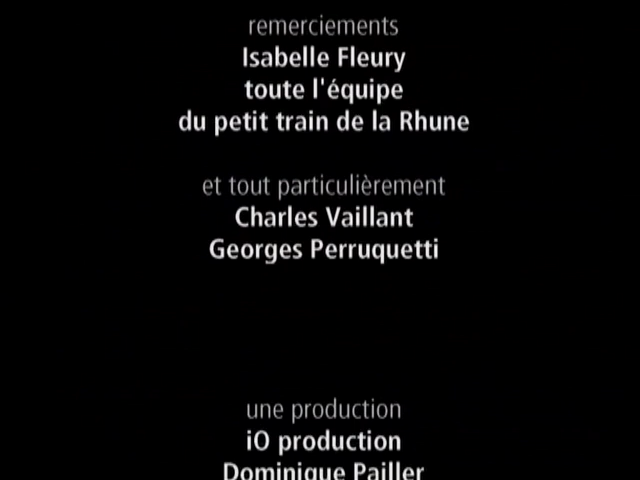 remerciements
Isabelle Fleury
toute l'équipe
du petit train de la Rhune
et tout particulièrement
Charles Vaillant
Georges Perruquetti
une production
iO production
Dominique Pailler